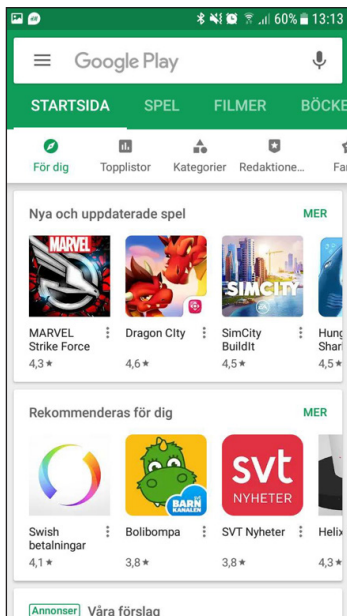 60% 13:13
Google Play
STARTSIDA SPEL FILMER BÖCKE
För dig Topplistor Kategorier Redaktione... Fa
Nya och uppdaterade spel MER
MARVEL
SIMCITY
EA
MARVEL Dragon City SimCity Hung
Strike Force BuildIt Shar
4,3★ 4,6★ 4,5★ 4,5★
Rekommenderas för dig MER
svt
BARN
KANALEN
NYHETER
Swish Bolibompa SVT Nyheter Helix
betalningar
4,1★ 3,8★ 3,8★ 4,3★
Annonser Våra förslag